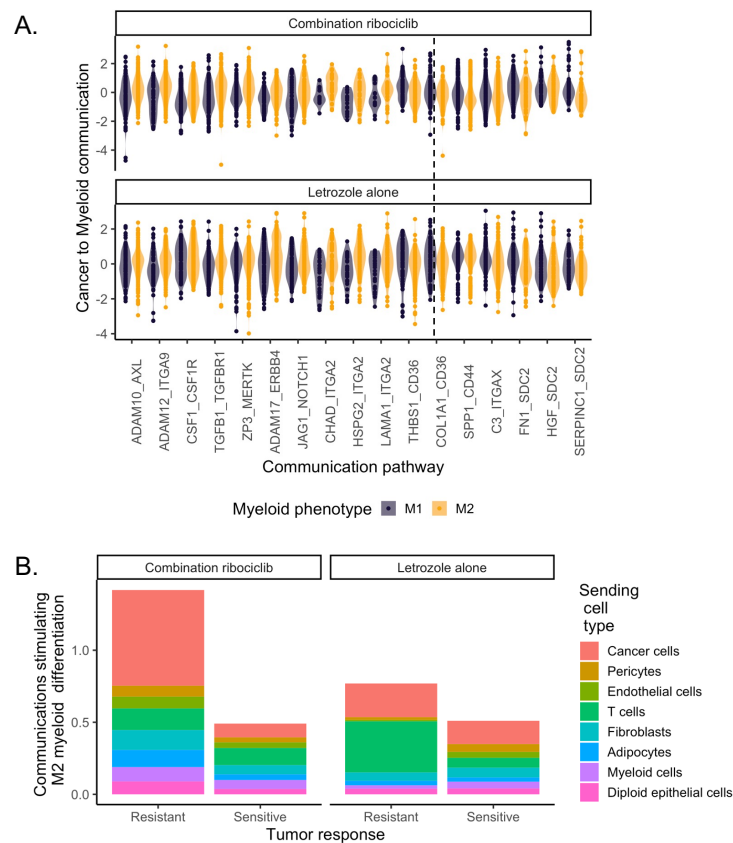 A.
Combination ribociclib
Cancer to Myeloid communication
2
0
-2
-4
Letrozole alone
2
0
-2
-4
ADAM10_AXL
ADAM12_ITGA9
CSF1_CSF1R
TGFB1_TGFBR1
ZP3_MERTK
ADAM17_ERBB4
JAG1_NOTCH1
CHAD_ITGA2
HSPG2_ITGA2
LAMA1_ITGA2
THBS1_CD36
COL1A1_CD36
SPP1_CD44
C3_ITGAX
FN1_SDC2
HGF_SDC2
SERPINC1_SDC2
Communication pathway
Myeloid phenotype M1 M2
B.
Combination ribociclib
Letrozole alone
Communications stimulating
M2 myeloid differentiation
1.0
0.5
0.0
Resistant
Sensitive
Resistant
Sensitive
Tumor response
Sending
cell
type
Cancer cells
Pericytes
Endothelial cells
T cells
Fibroblasts
Adipocytes
Myeloid cells
Diploid epithelial cells